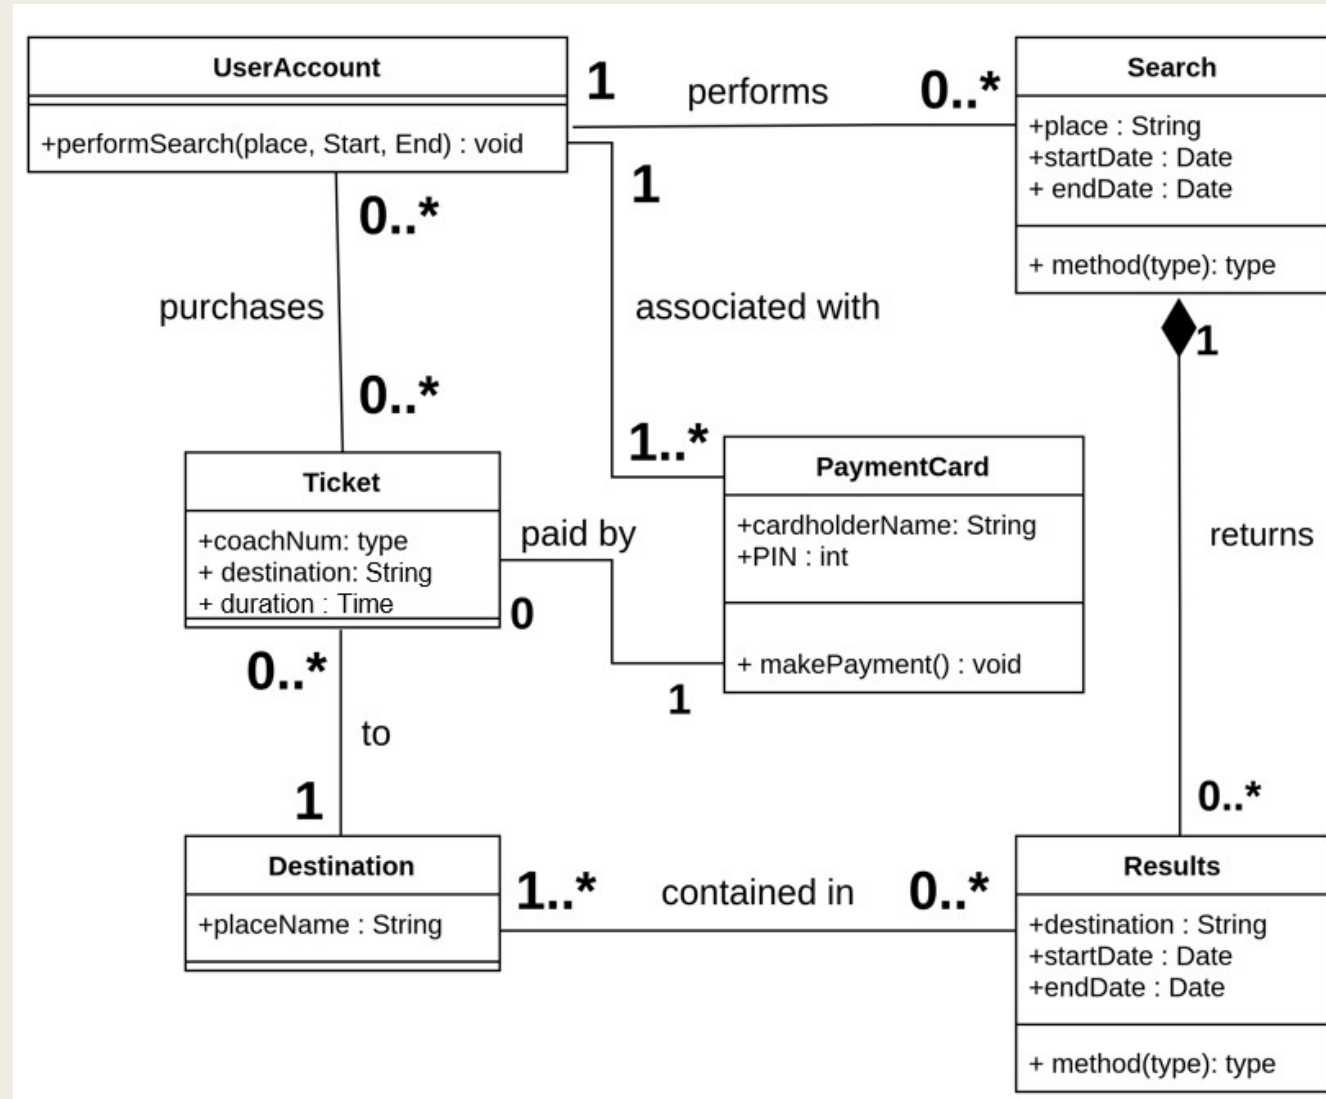 UserAccount
+performSearch(place, Start, End) : void
1
performs
0..*
Search
+place : String
+startDate : Date
+ endDate : Date
+ method(type): type
0..*
purchases
0..*
1
associated with
1..*
1
returns
0..*
Ticket
+coachNum: type
+ destination: String
+ duration : Time
paid by
0
1
PaymentCard
+cardholderName: String
+PIN : int
+ makePayment() : void
0..*
to
1
Destination
+placeName : String
1..*
contained in
0..*
Results
+destination : String
+startDate : Date
+endDate : Date
+ method(type): type